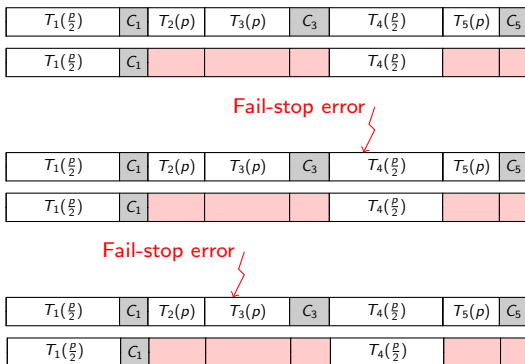 T₁(p/2) C₁ T₂(p) T₃(p) C₃ T₄(p/2) T₅(p) C₅
T₁(p/2) C₁ T₄(p/2)
Fail-stop error
T₁(p/2) C₁ T₂(p) T₃(p) C₃ T₄(p/2) T₅(p) C₅
T₁(p/2) C₁ T₄(p/2)
Fail-stop error
T₁(p/2) C₁ T₂(p) T₃(p) C₃ T₄(p/2) T₅(p) C₅
T₁(p/2) C₁ T₄(p/2)